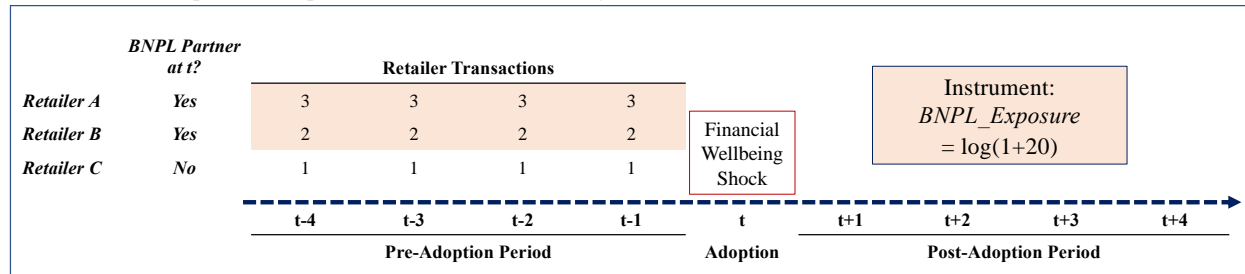 BNPL Partner at t?
Retailer Transactions
Retailer A Yes 3 3 3 3
Retailer B Yes 2 2 2 2
Retailer C No 1 1 1 1
Financial
Wellbeing
Shock
Instrument:
BNPL_Exposure
= log(1+20)
t-4 t-3 t-2 t-1 t t+1 t+2 t+3 t+4
Pre-Adoption Period Adoption Post-Adoption Period